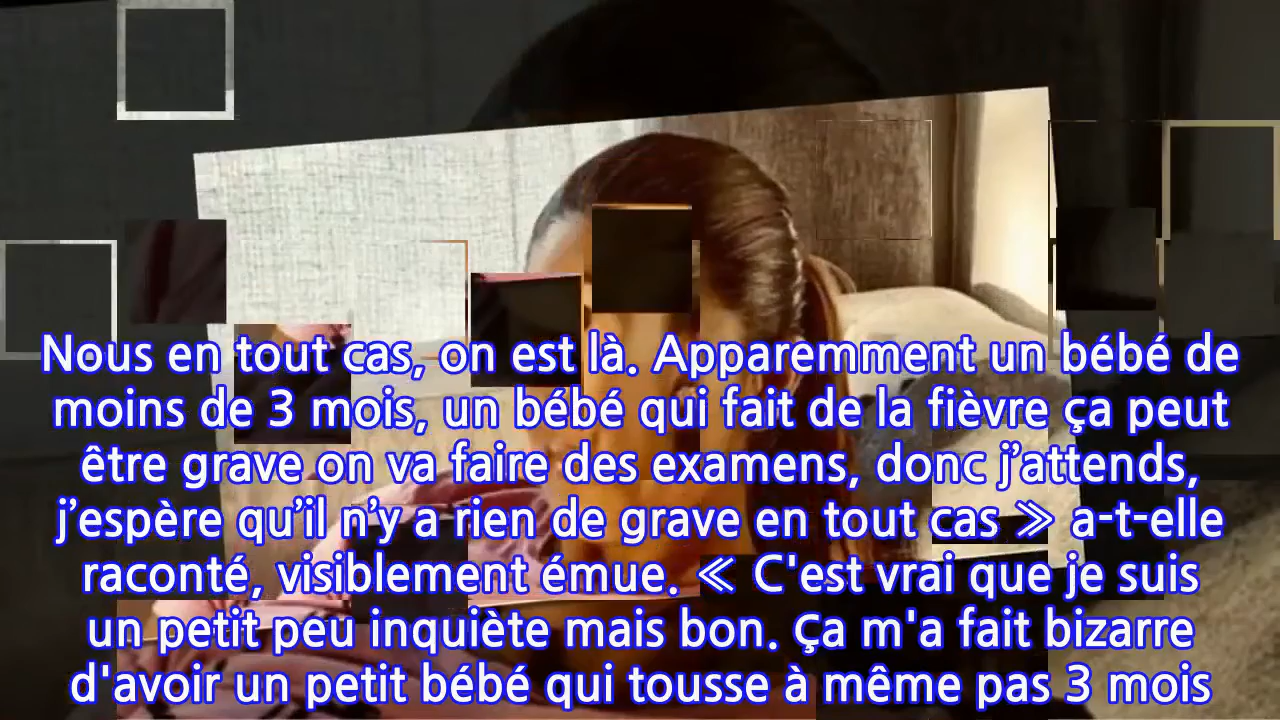 Nous en tout cas, on est là. Apparemment un bébé de
moins de 3 mois, un bébé qui fait de la fièvre ça peut
être grave on va faire des examens, donc j’attends,
j’espère qu’il n’y a rien de grave en tout cas ≫ a-t-elle
raconté, visiblement émue. ≪ C'est vrai que je suis
un petit peu inquiète mais bon. Ça m'a fait bizarre
d'avoir un petit bébé qui tousse à même pas 3 mois